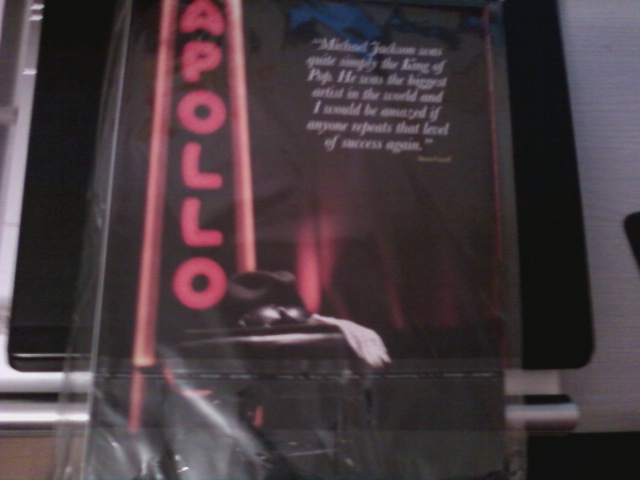 APOLLO
"Michael Jackson was
quite simply the King of
Pop. He was the biggest
artist in the world and
I would be amazed if
anyone repeats that level
of success again."